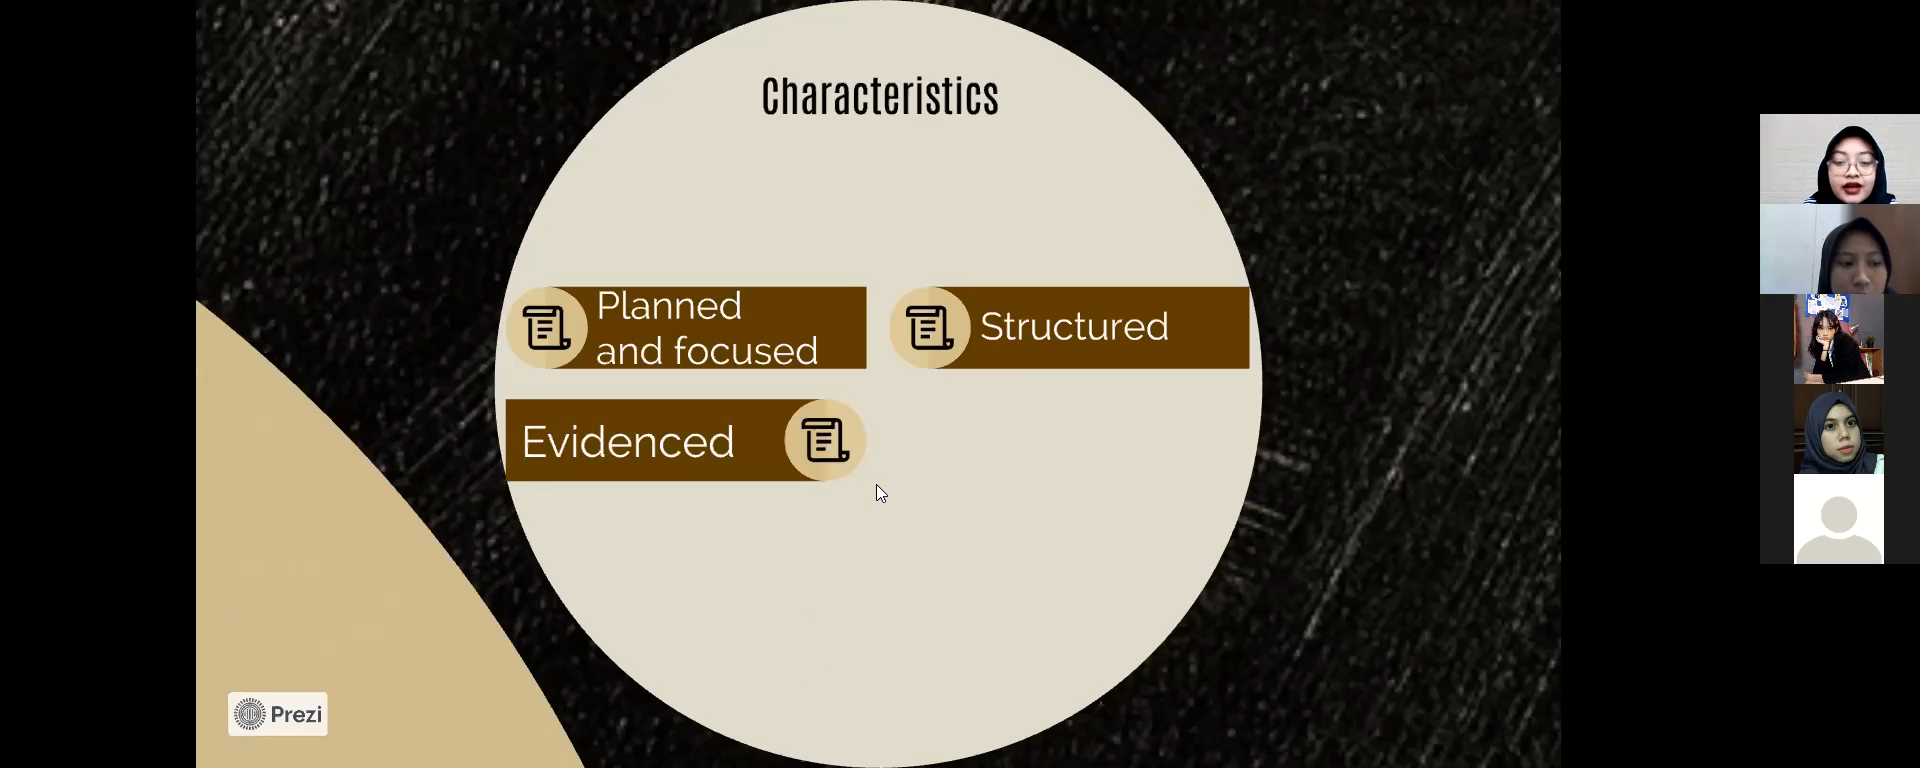 Characteristics
Planned
and focused
Structured
Evidenced
Prezi